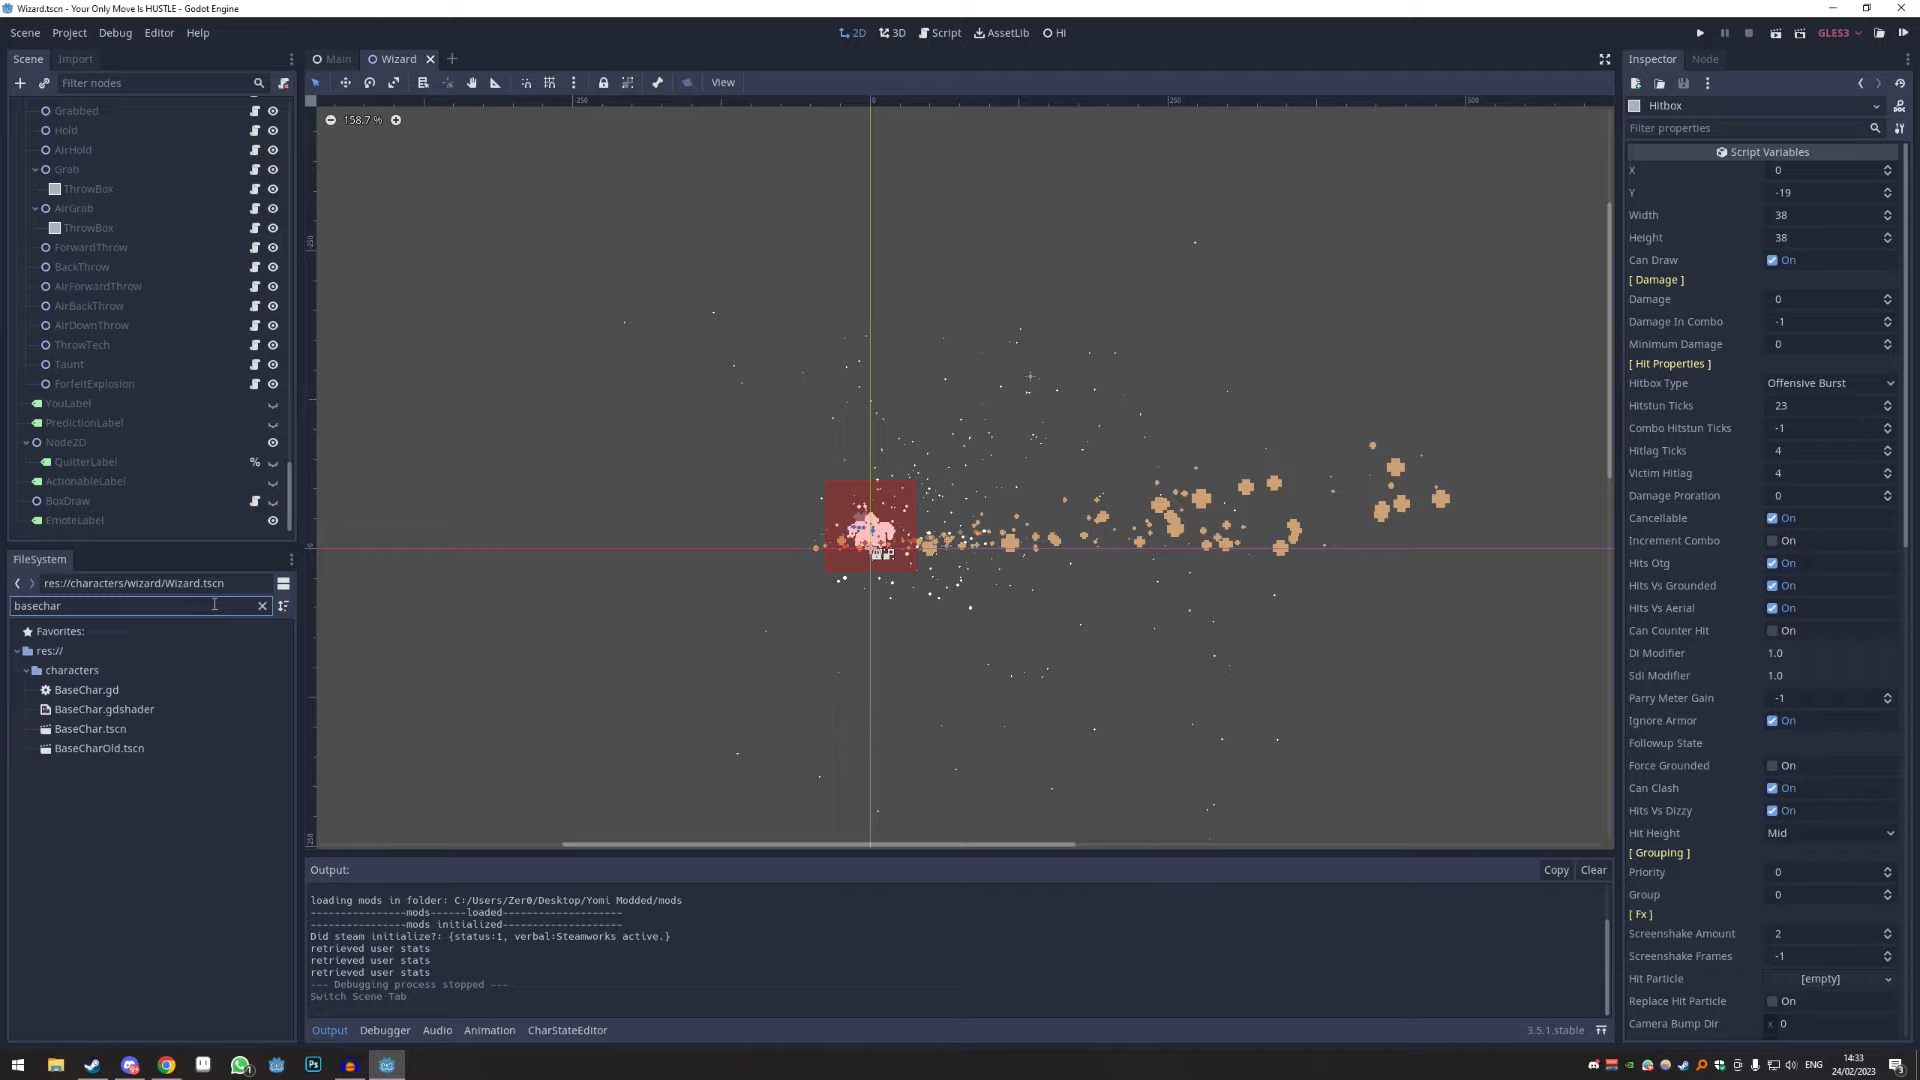 Wizard.tscn - Your Only Move Is HUSTLE - Godot Engine
Scene Project Debug Editor Help
2D 3D Script AssetLib Hi
GLES3
Scene Import
Filter nodes
Grabbed
Hold
AirHold
Grab
ThrowBox
AirGrab
ThrowBox
ForwardThrow
BackThrow
AirForwardThrow
AirBackThrow
AirDownThrow
ThrowTech
Taunt
ForfeitExplosion
YouLabel
PredictionLabel
Node2D
QuitterLabel
ActionableLabel
BoxDraw
EmoteLabel
FileSystem
res://characters/wizard/Wizard.tscn
basechar
Favorites:
res://
characters
BaseChar.gd
BaseChar.gdshader
BaseChar.tscn
BaseCharOld.tscn
Main Wizard
View
158.7 %
Output:
Copy Clear
loading mods in folder: C:/Users/Zer0/Desktop/Yomi Modded/mods
----------------mods------loaded--------------------
----------------mods initialized--------------------
Did steam initialize?: {status:1, verbal:Steamworks active.}
retrieved user stats
retrieved user stats
retrieved user stats
--- Debugging process stopped ---
Switch Scene Tab
Output Debugger Audio Animation CharStateEditor
3.5.1.stable
Inspector Node
Hitbox
Filter properties
Script Variables
X 0
Y -19
Width 38
Height 38
Can Draw On
[ Damage ]
Damage 0
Damage In Combo -1
Minimum Damage 0
[ Hit Properties ]
Hitbox Type Offensive Burst
Hitstun Ticks 23
Combo Hitstun Ticks -1
Hitlag Ticks 4
Victim Hitlag 4
Damage Proration 0
Cancellable On
Increment Combo On
Hits Otg On
Hits Vs Grounded On
Hits Vs Aerial On
Can Counter Hit On
Di Modifier 1.0
Sdi Modifier 1.0
Parry Meter Gain -1
Ignore Armor On
Followup State
Force Grounded On
Can Clash On
Hits Vs Dizzy On
Hit Height Mid
[ Grouping ]
Priority 0
Group 0
[ Fx ]
Screenshake Amount 2
Screenshake Frames -1
Hit Particle [empty]
Replace Hit Particle On
Camera Bump Dir x 0
ENG
14:33
24/02/2023